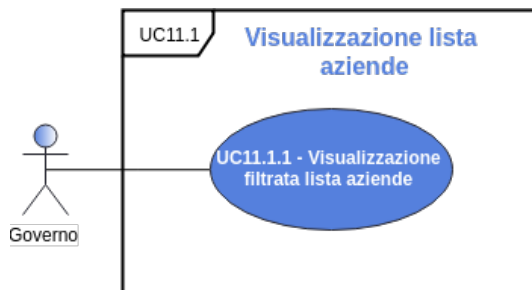 UC11.1
Visualizzazione lista
aziende
UC11.1.1 - Visualizzazione
filtrata lista aziende
Governo